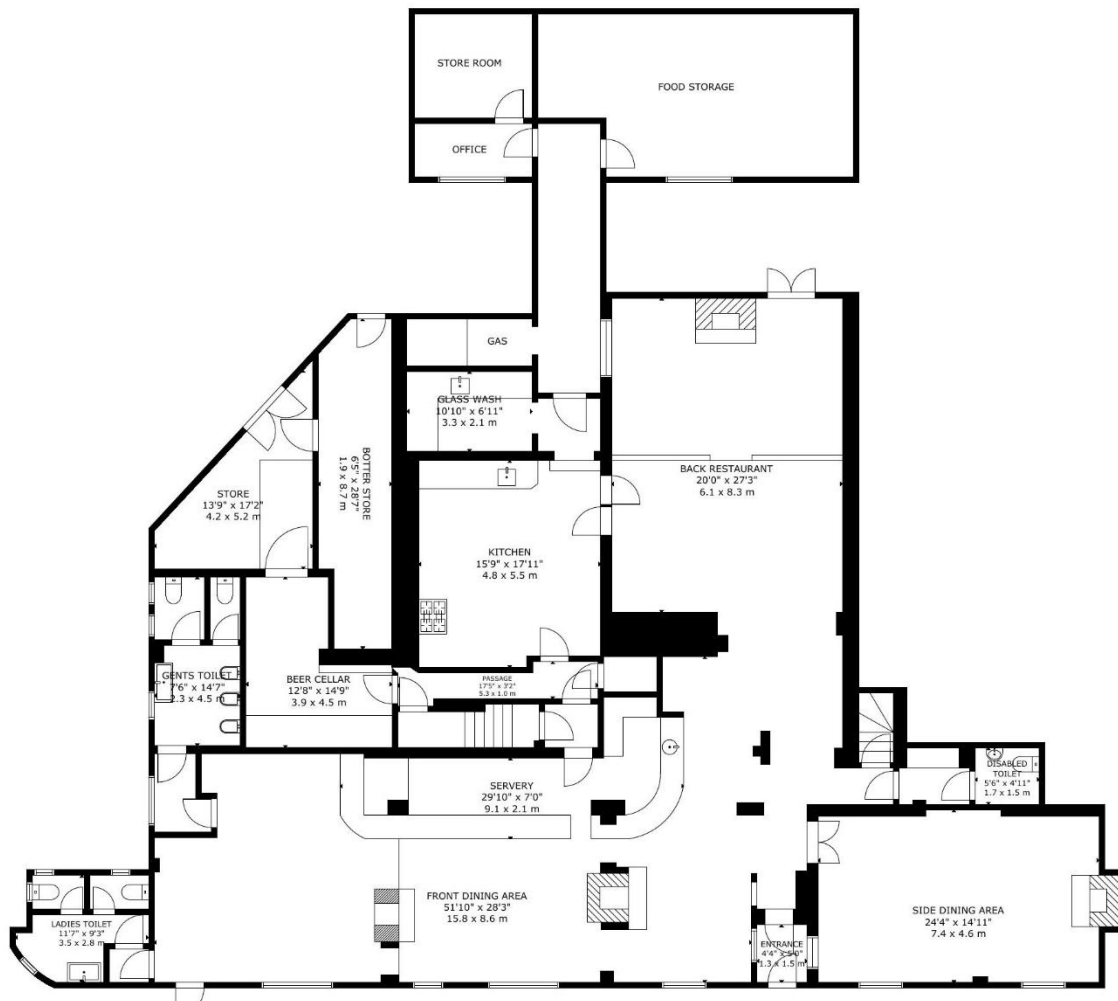 STORE ROOM
FOOD STORAGE
OFFICE
GAS
GLASS WASH
10'10" x 6'11"
3.3 x 2.1 m
BOTTER STORE
6'5" x 28'7"
1.9 x 8.7 m
BACK RESTAURANT
20'0" x 27'3"
6.1 x 8.3 m
STORE
13'9" x 17'2"
4.2 x 5.2 m
KITCHEN
15'9" x 17'11"
4.8 x 5.5 m
GENTS TOILET
7'6" x 14'7"
2.3 x 4.5 m
BEER CELLAR
12'8" x 14'9"
3.9 x 4.5 m
PASSAGE
17'5" x 3'2"
5.3 x 1.0 m
SERVERY
29'10" x 7'0"
9.1 x 2.1 m
DISABLED
TOILET
5'6" x 4'11"
1.7 x 1.5 m
FRONT DINING AREA
51'10" x 28'3"
15.8 x 8.6 m
SIDE DINING AREA
24'4" x 14'11"
7.4 x 4.6 m
LADIES TOILET
11'7" x 9'3"
3.5 x 2.8 m
ENTRANCE
4'4" x 5'0"
1.3 x 1.5 m